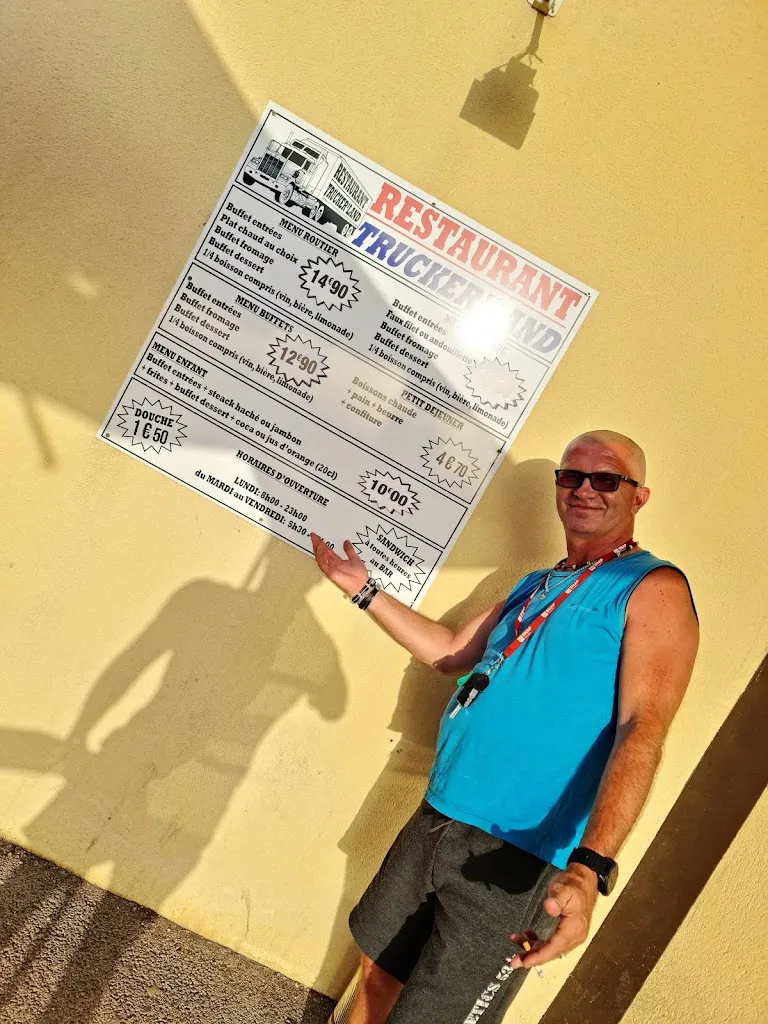 RESTAURANT
TRUCKER LAND
RESTAURANT
TRUCKER LAND
MENU ROUTIER
Buffet entrées
Plat chaud au choix
Buffet fromage
Buffet dessert
1/4 boisson compris (vin, bière, limonade)
14€90
Buffet entrées
Faux filet ou andouillette
Buffet fromage
Buffet dessert
1/4 boisson compris (vin, bière, limonade)
MENU BUFFETS
Buffet entrées
Buffet fromage
Buffet dessert
1/4 boisson compris (vin, bière, limonade)
12€90
PETIT DEJEUNER
Boissons chaude
+ pain + beurre
+ confiture
4€70
MENU ENFANT
Buffet entrées + steack haché ou jambon
+ frites + buffet dessert + coca ou jus d'orange (20cl)
10€00
DOUCHE
1€50
HORAIRES D'OUVERTURE
LUNDI: 8h00 - 23h00
du MARDI au VENDREDI: 5h30
SANDWICH
à toutes heures
au BAR